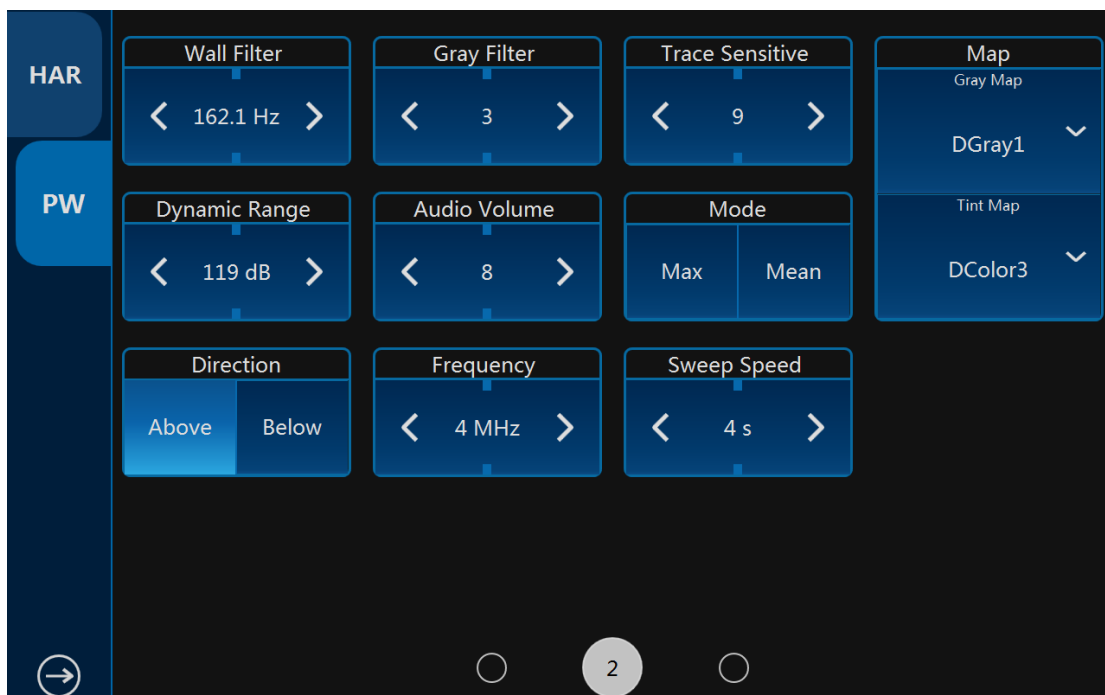 HAR
PW
Wall Filter
162.1 Hz
Gray Filter
3
Trace Sensitive
9
Map
Gray Map
DGray1
Tint Map
DColor3
Dynamic Range
119 dB
Audio Volume
8
Mode
Max Mean
Direction
Above Below
Frequency
4 MHz
Sweep Speed
4 s
2